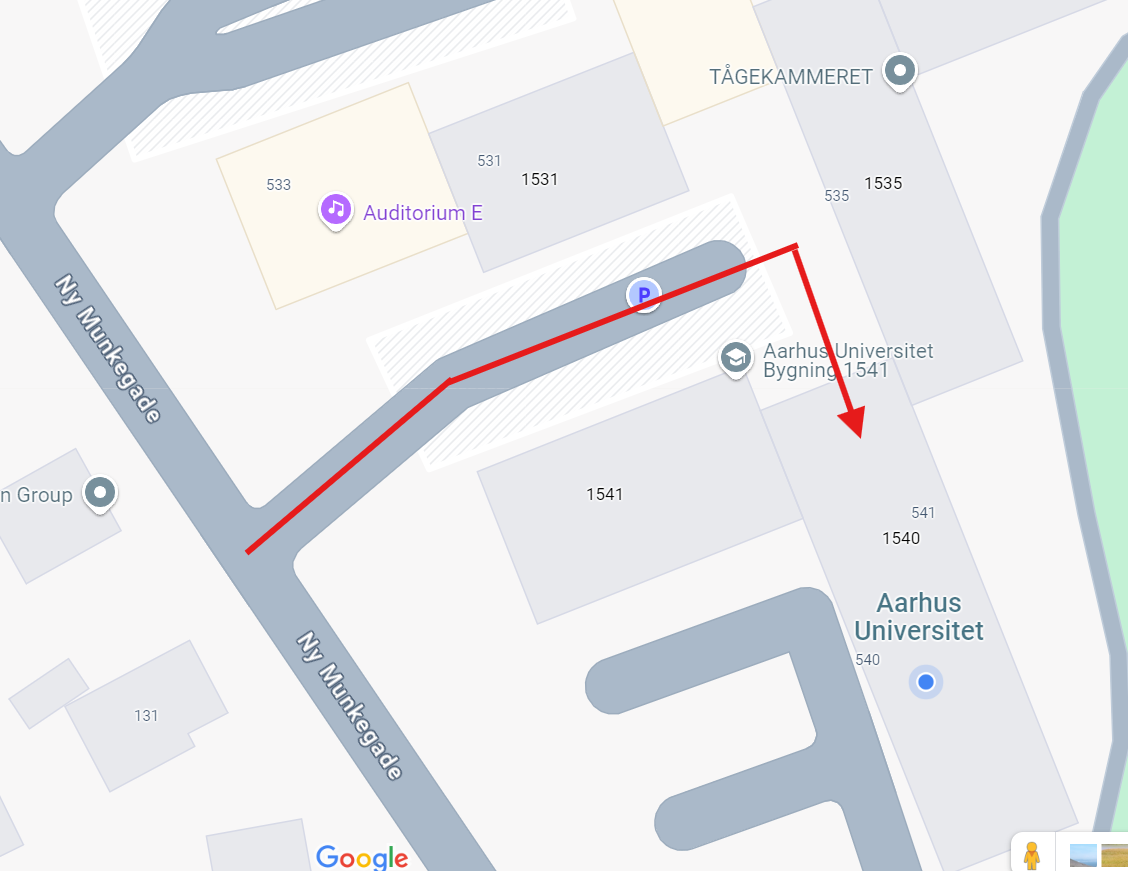 TÅGEKAMMERET
531
1531
533
Auditorium E
1535
535
Ny Munkegade
P
Aarhus Universitet
Bygning 1541
n Group
1541
541
1540
Aarhus
Universitet
540
Ny Munkegade
131
Google